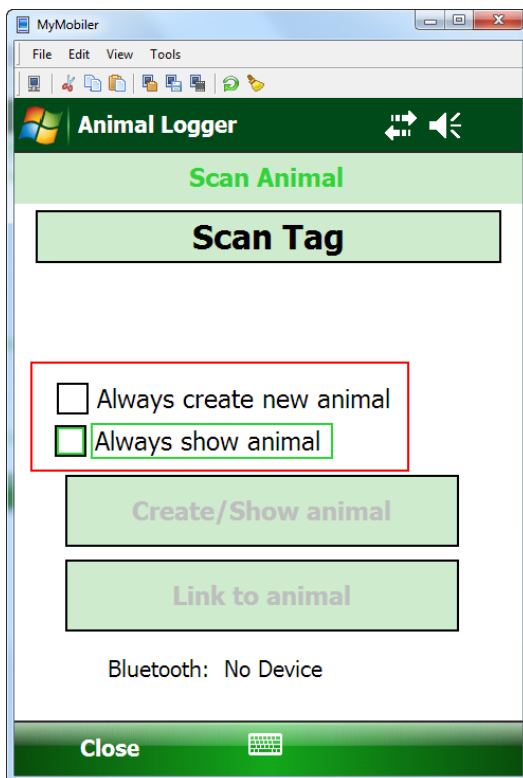 MyMobiler
File Edit View Tools
Animal Logger
Scan Animal
Scan Tag
Always create new animal
Always show animal
Create/Show animal
Link to animal
Bluetooth: No Device
Close